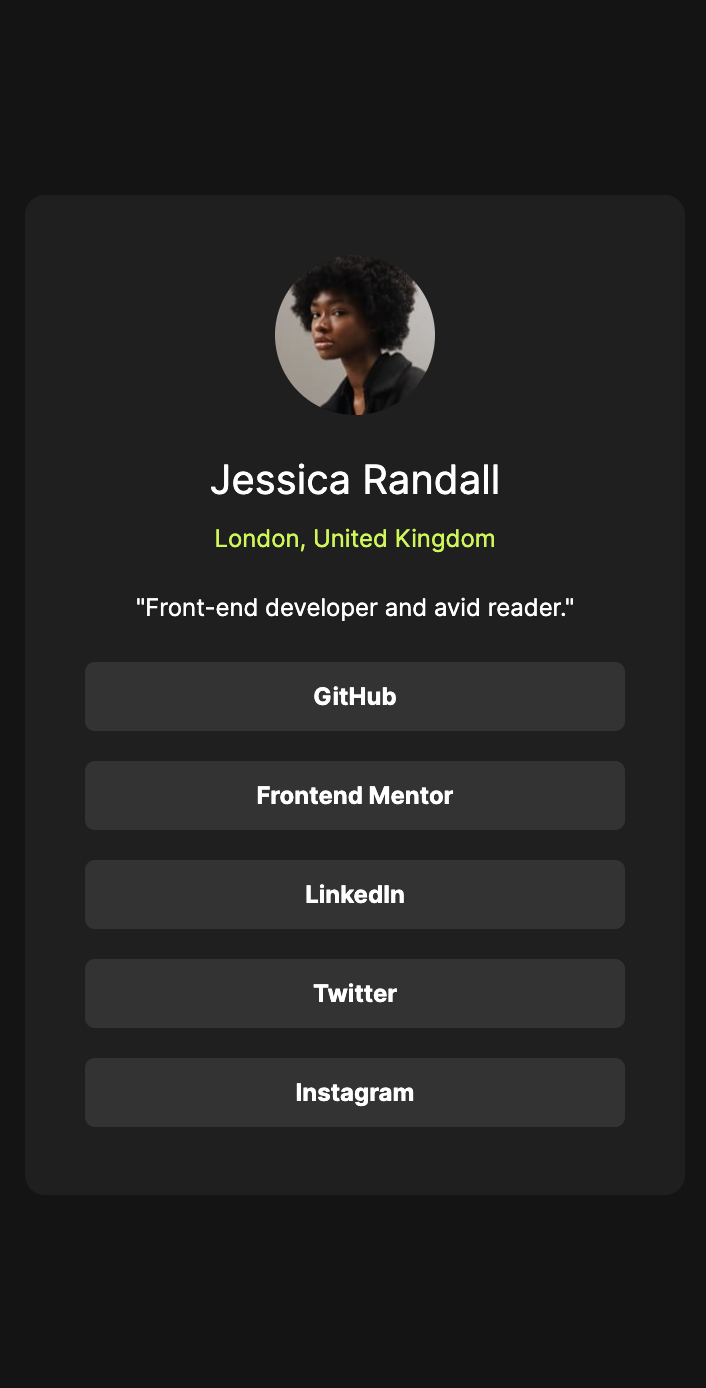 Jessica Randall
London, United Kingdom
"Front-end developer and avid reader."
GitHub
Frontend Mentor
LinkedIn
Twitter
Instagram